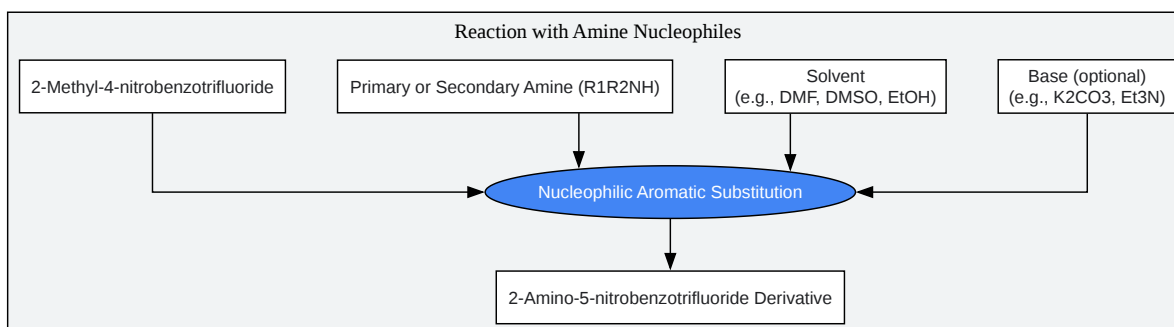 Reaction with Amine Nucleophiles
2-Methyl-4-nitrobenzotrifluoride
Primary or Secondary Amine (R1R2NH)
Solvent
(e.g., DMF, DMSO, EtOH)
Base (optional)
(e.g., K2CO3, Et3N)
Nucleophilic Aromatic Substitution
2-Amino-5-nitrobenzotrifluoride Derivative